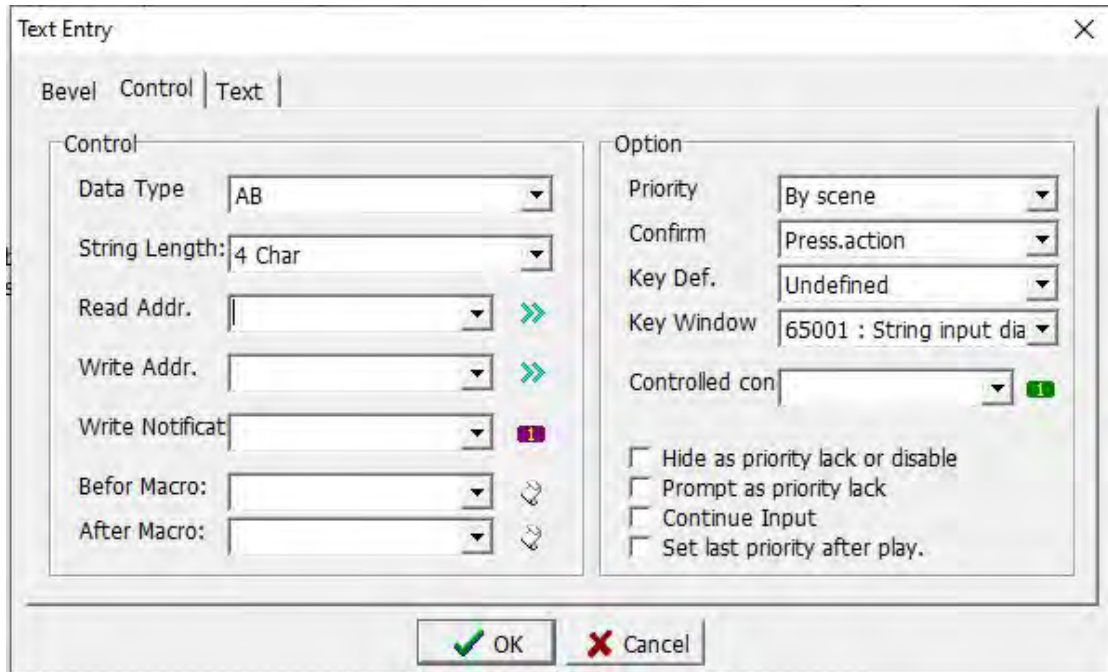 Text Entry
Bevel Control Text
Control
Data Type AB
String Length: 4 Char
Read Addr.
Write Addr.
Write Notificat 1
Befor Macro:
After Macro:
Option
Priority By scene
Confirm Press.action
Key Def. Undefined
Key Window 65001 : String input dia
Controlled con 1
Hide as priority lack or disable
Prompt as priority lack
Continue Input
Set last priority after play.
OK Cancel